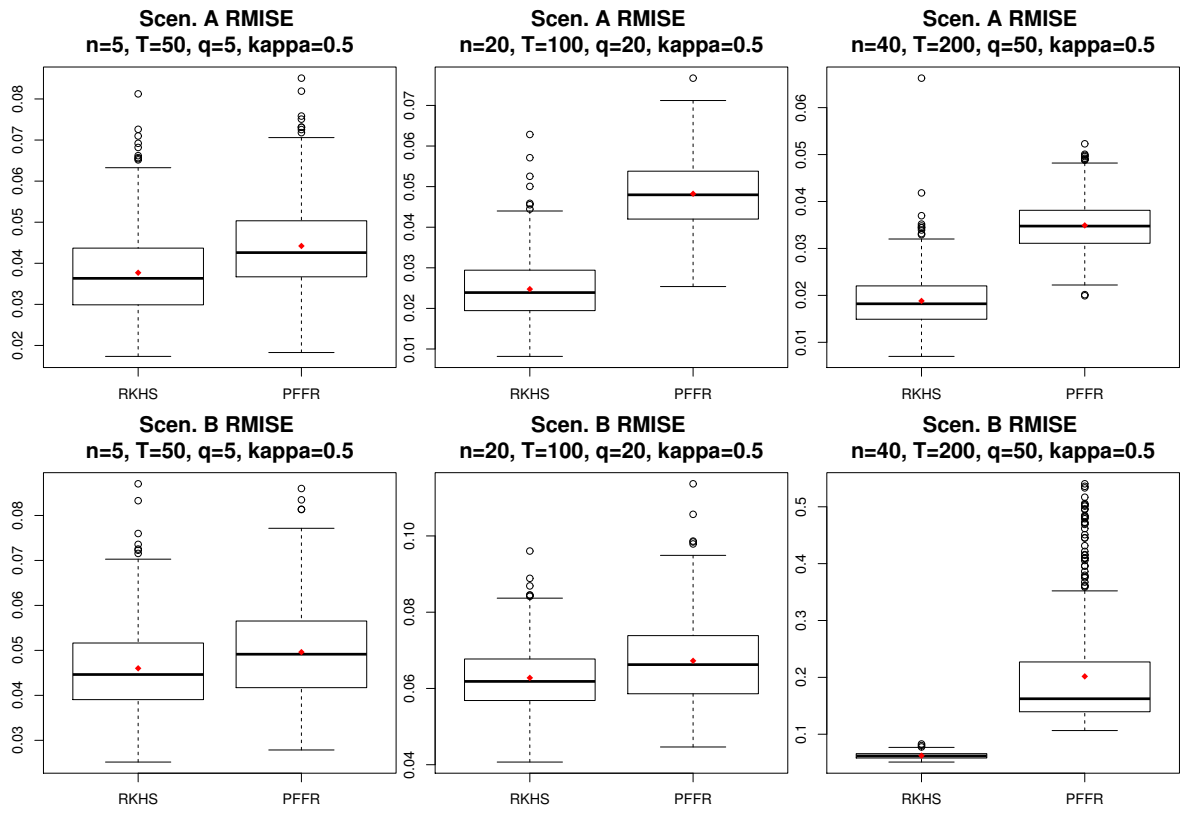 Scen. A RMISE
n=5, T=50, q=5, kappa=0.5
0.08
0.07
0.06
0.05
0.04
0.03
0.02
RKHS PFFR
Scen. A RMISE
n=20, T=100, q=20, kappa=0.5
0.07
0.06
0.05
0.04
0.03
0.02
0.01
RKHS PFFR
Scen. A RMISE
n=40, T=200, q=50, kappa=0.5
0.06
0.05
0.04
0.03
0.02
0.01
RKHS PFFR
Scen. B RMISE
n=5, T=50, q=5, kappa=0.5
0.08
0.07
0.06
0.05
0.04
0.03
RKHS PFFR
Scen. B RMISE
n=20, T=100, q=20, kappa=0.5
0.10
0.08
0.06
0.04
RKHS PFFR
Scen. B RMISE
n=40, T=200, q=50, kappa=0.5
0.5
0.4
0.3
0.2
0.1
RKHS PFFR